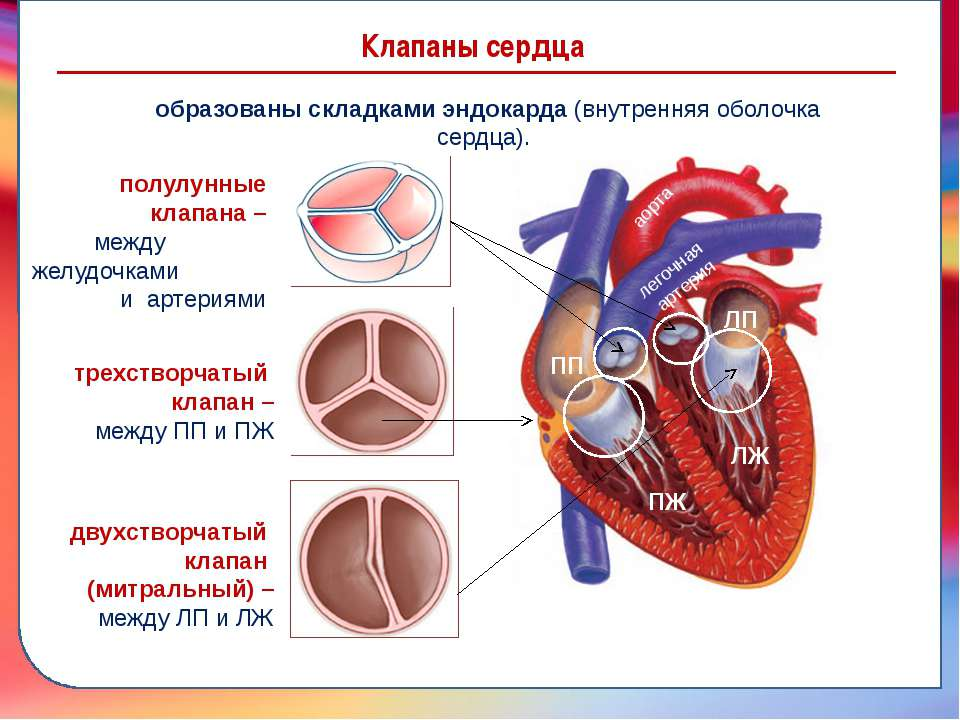 Клапаны сердца
образованы складками эндокарда (внутренняя оболочка
сердца).
полулунные
клапана –
между
желудочками
и артериями
трехстворчатый
клапан –
между ПП и ПЖ
двухстворчатый
клапан
(митральный) –
между ЛП и ЛЖ
аорта
легочная
артерия
ЛП
ПП
ЛЖ
ПЖ